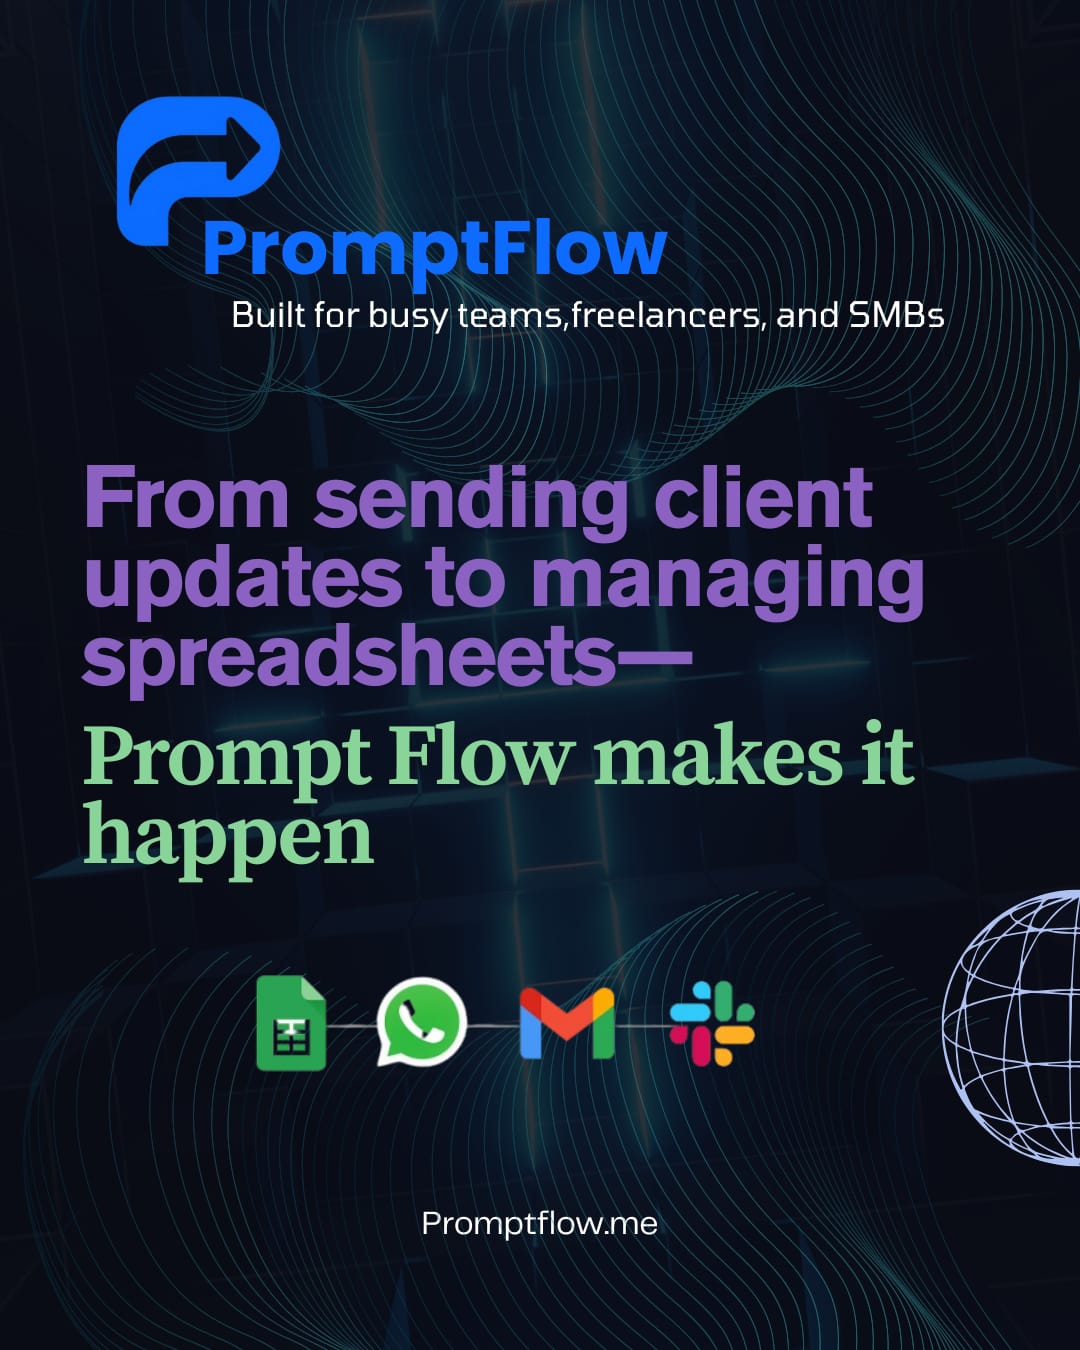 PromptFlow
Built for busy teams,freelancers, and SMBs
From sending client
updates to managing
spreadsheets—
Prompt Flow makes it
happen
Promptflow.me